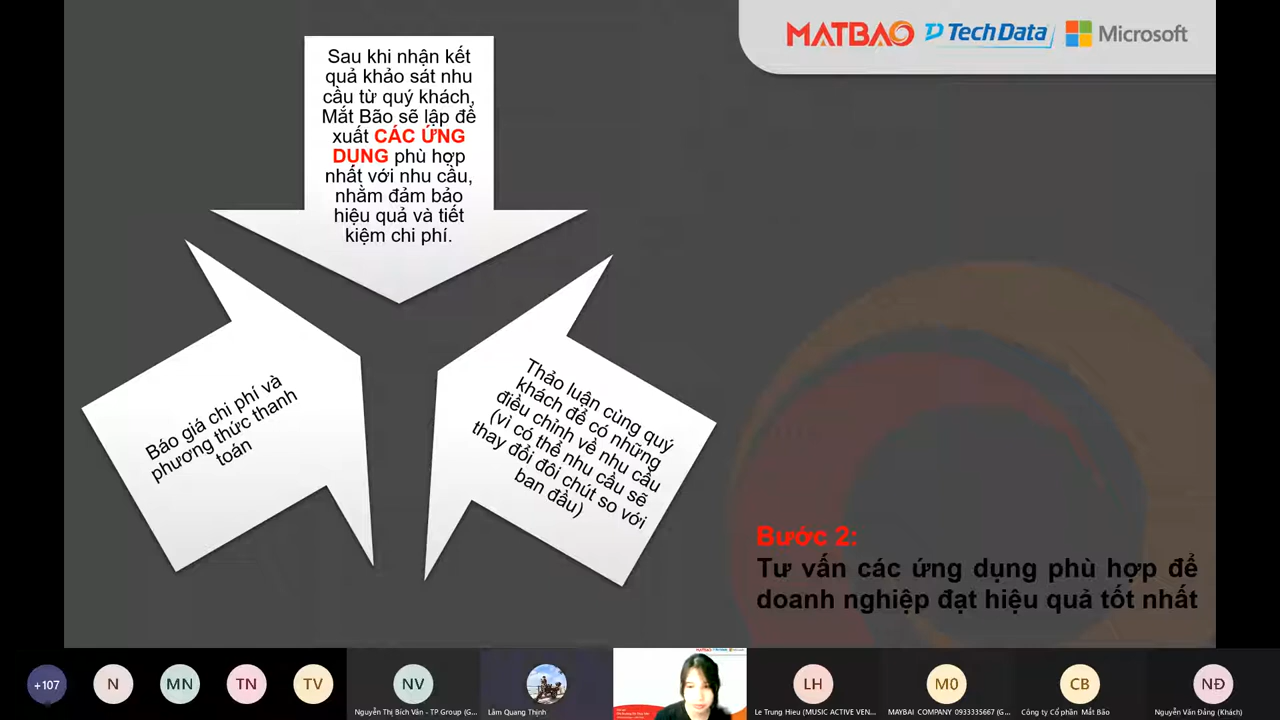 MATBAO TechData Microsoft
Sau khi nhận kết
quả khảo sát nhu
cầu từ quý khách,
Mắt Bão sẽ lập đề
xuất CÁC ỨNG
DỤNG phù hợp
nhất với nhu cầu,
nhằm đảm bảo
hiệu quả và tiết
kiệm chi phí.
Thảo luận cùng quý
khách để có những
điều chỉnh về nhu cầu
(vì có thể nhu cầu sẽ
thay đổi đôi chút so với
ban đầu)
Báo giá chi phí và
phương thức thanh
toán
Bước 2:
Tư vấn các ứng dụng phù hợp để
doanh nghiệp đạt hiệu quả tốt nhất
+107
N
MN
TN
TV
NV
Nguyễn Thị Bích Vân - TP Group (G...
Lâm Quang Thịnh
LH
Le Trung Hieu (MUSIC ACTIVE VEN...
M0
MAYBAI COMPANY 0933335667 (G...
CB
Công ty Cổ phần Mắt Bão
NĐ
Nguyễn Văn Đảng (Khách)